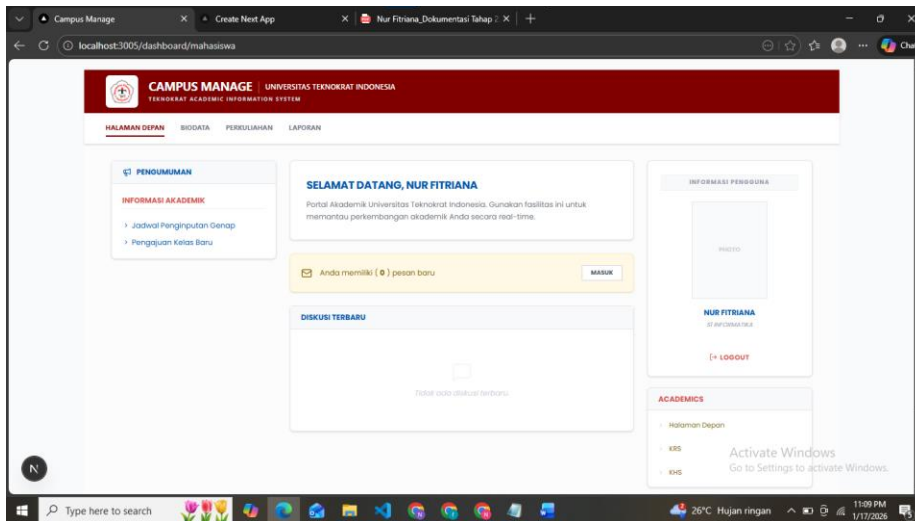 Campus Manage
Create Next App
Nur Fitriana_Dokumentasi Tahap 2
localhost:3005/dashboard/mahasiswa
Cha
CAMPUS MANAGE | UNIVERSITAS TEKNOKRAT INDONESIA
TEKNOKRAT ACADEMIC INFORMATION SYSTEM
HALAMAN DEPAN BIODATA PERKULIAHAN LAPORAN
PENGUMUMAN
INFORMASI AKADEMIK
> Jadwal Penginputan Genap
> Pengajuan Kelas Baru
SELAMAT DATANG, NUR FITRIANA
Portal Akademik Universitas Teknokrat Indonesia. Gunakan fasilitas ini untuk
memantau perkembangan akademik Anda secara real-time.
Anda memiliki ( 0 ) pesan baru
MASUK
DISKUSI TERBARU
Tidak ada diskusi terbaru
INFORMASI PENGGUNA
PHOTO
NUR FITRIANA
S1 INFORMATIKA
LOGOUT
ACADEMICS
> Halaman Depan
> KRS
> KHS
Activate Windows
Go to Settings to activate Windows.
N
Type here to search
26°C Hujan ringan
11:09 PM
1/17/2026